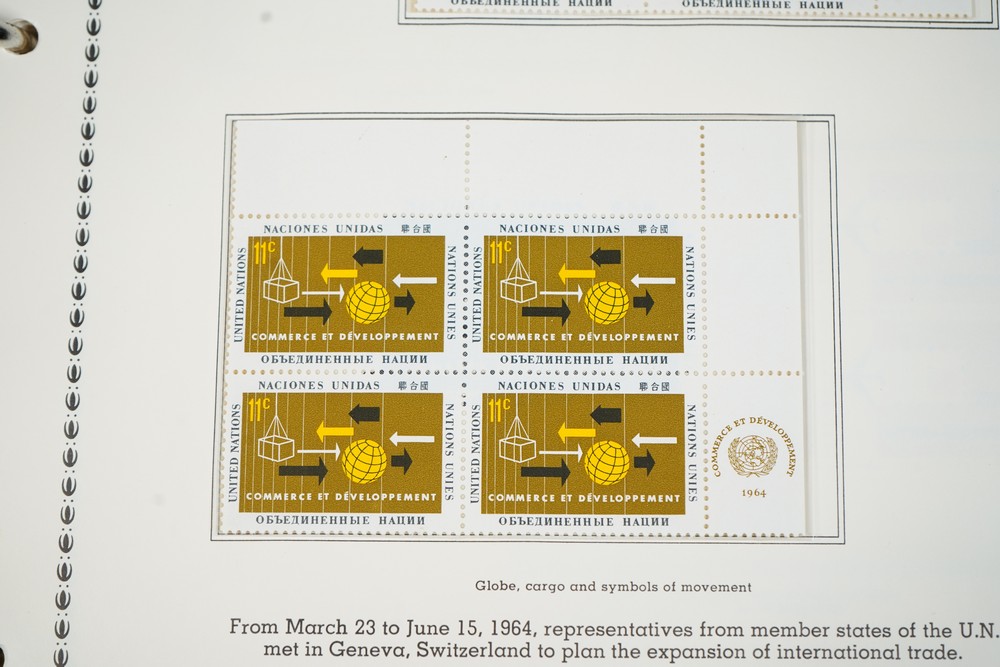 ОБЪЕДИНЕННЫЕ НАЦИИ ОБЪЕДИНЕННЫЕ НАЦИИ
NACIONES UNIDAS 聯合國
UNITED NATIONS
11c
NATIONS UNIES
COMMERCE ET DÉVELOPPEMENT
ОБЪЕДИНЕННЫЕ НАЦИИ
NACIONES UNIDAS 聯合國
UNITED NATIONS
11c
NATIONS UNIES
COMMERCE ET DÉVELOPPEMENT
ОБЪЕДИНЕННЫЕ НАЦИИ
NACIONES UNIDAS 聯合國
UNITED NATIONS
11c
NATIONS UNIES
COMMERCE ET DÉVELOPPEMENT
ОБЪЕДИНЕННЫЕ НАЦИИ
NACIONES UNIDAS 聯合國
UNITED NATIONS
11c
NATIONS UNIES
COMMERCE ET DÉVELOPPEMENT
ОБЪЕДИНЕННЫЕ НАЦИИ
COMMERCE ET DÉVELOPPEMENT
1964
Globe, cargo and symbols of movement
From March 23 to June 15, 1964, representatives from member states of the U.N.
met in Geneva, Switzerland to plan the expansion of international trade.